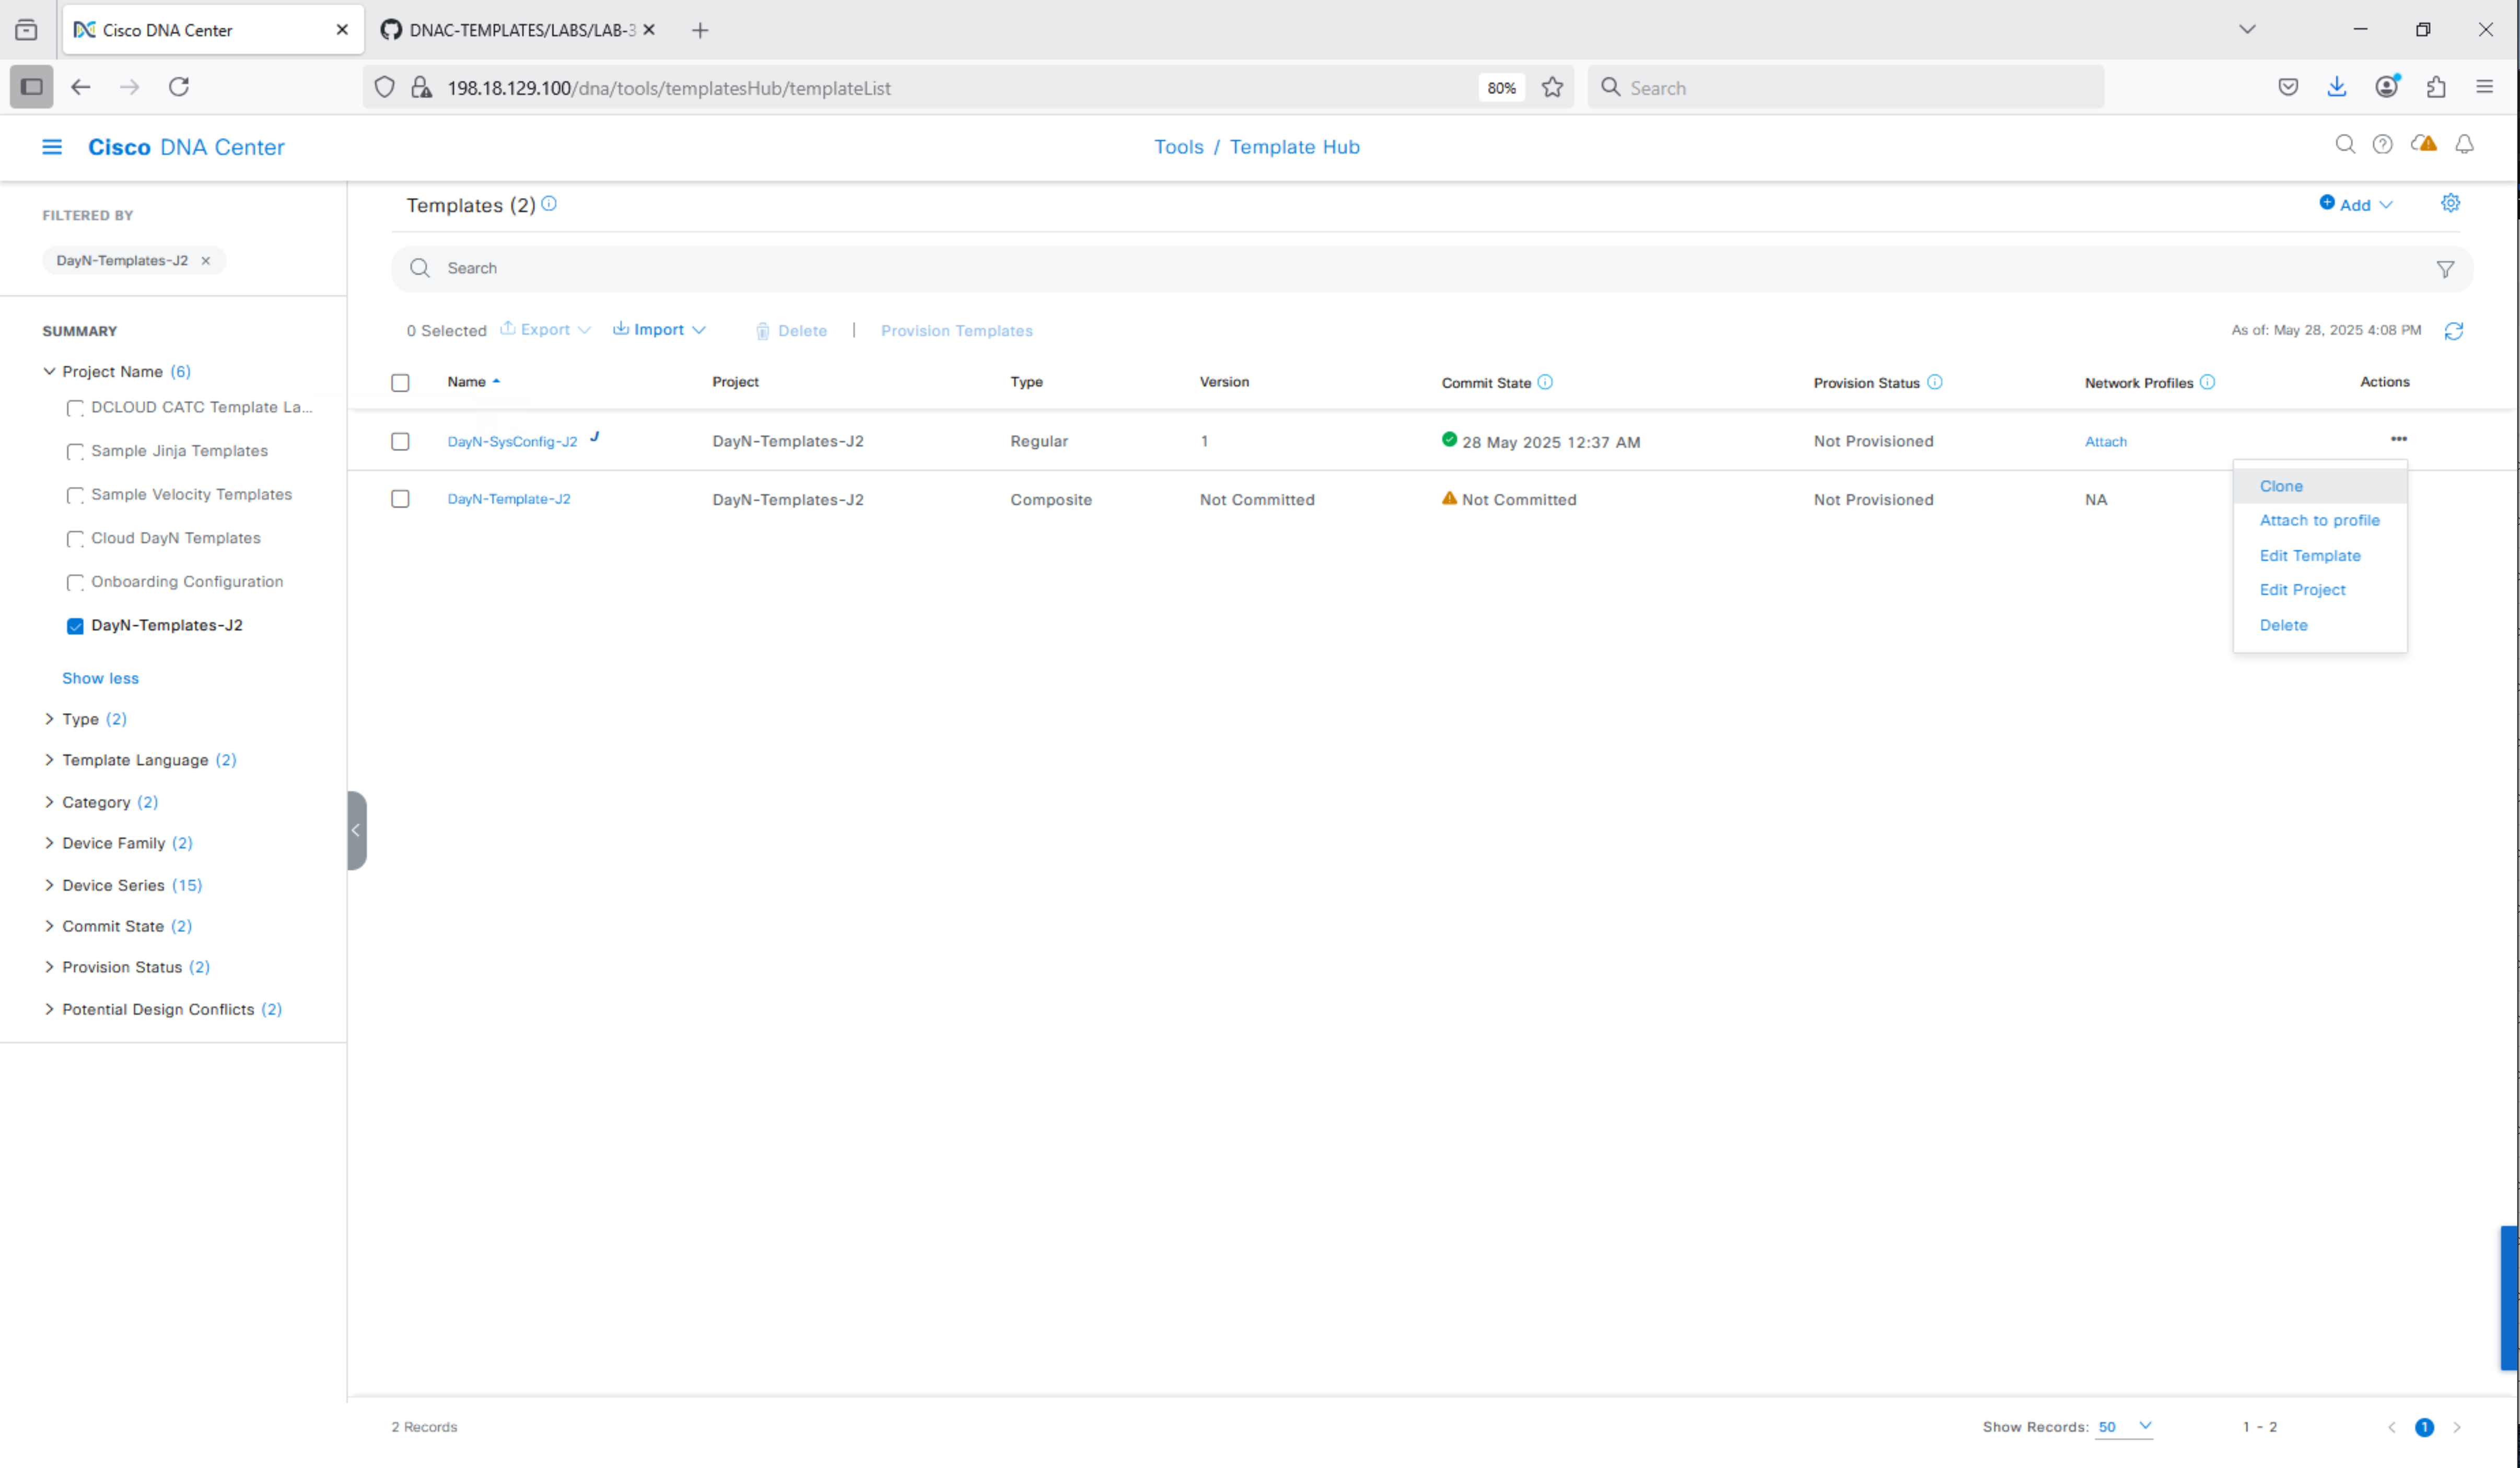 Cisco DNA Center
DNAC-TEMPLATES/LABS/LAB-3
198.18.129.100/dna/tools/templatesHub/templateList
80%
Search
Cisco DNA Center
Tools / Template Hub
FILTERED BY
DayN-Templates-J2
SUMMARY
Project Name (6)
DCLOUD CATC Template La...
Sample Jinja Templates
Sample Velocity Templates
Cloud DayN Templates
Onboarding Configuration
DayN-Templates-J2
Show less
Type (2)
Template Language (2)
Category (2)
Device Family (2)
Device Series (15)
Commit State (2)
Provision Status (2)
Potential Design Conflicts (2)
Templates (2)
Add
Search
0 Selected Export Import Delete | Provision Templates
As of: May 28, 2025 4:08 PM
Name Project Type Version Commit State Provision Status Network Profiles Actions
DayN-SysConfig-J2 J DayN-Templates-J2 Regular 1 28 May 2025 12:37 AM Not Provisioned Attach
DayN-Template-J2 DayN-Templates-J2 Composite Not Committed Not Committed Not Provisioned NA
Clone
Attach to profile
Edit Template
Edit Project
Delete
2 Records
Show Records: 50
1 - 2
1